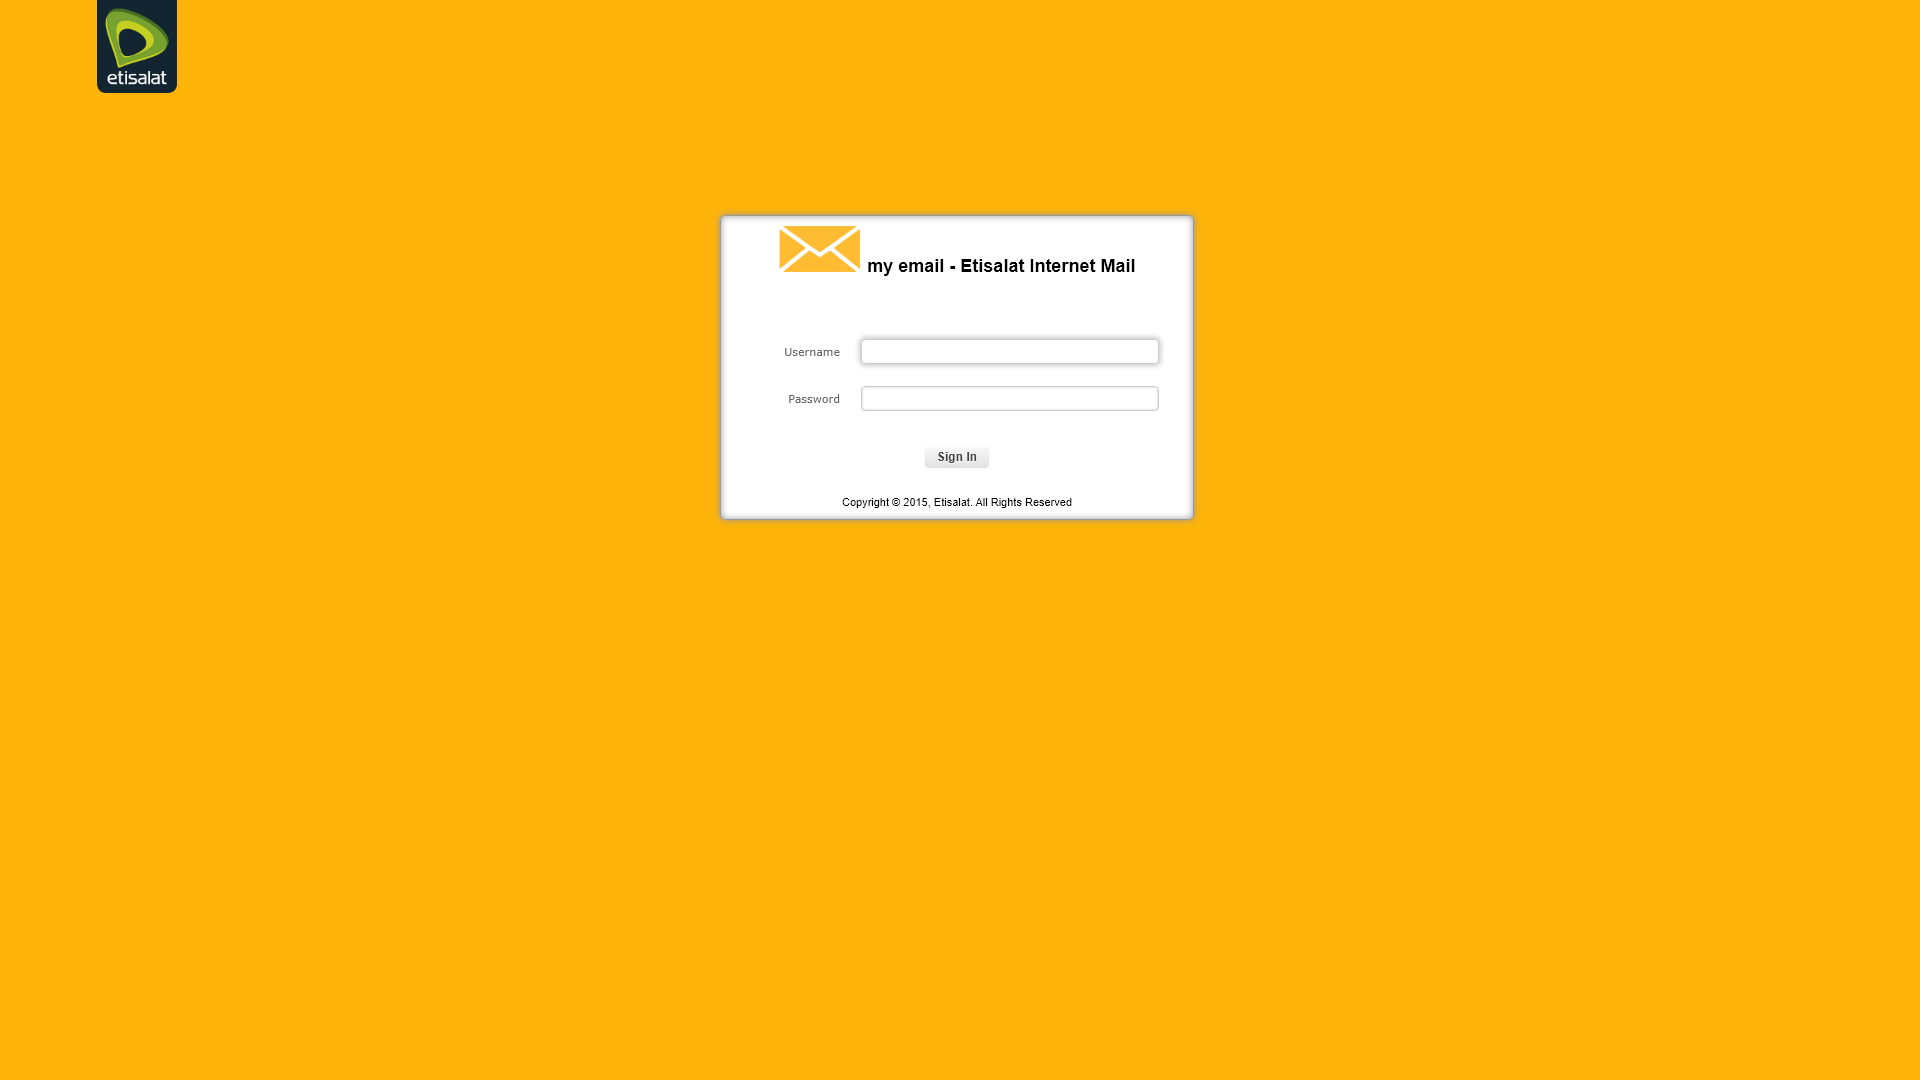 etisalat
my email - Etisalat Internet Mail
Username
Password
Sign In
Copyright © 2015, Etisalat. All Rights Reserved